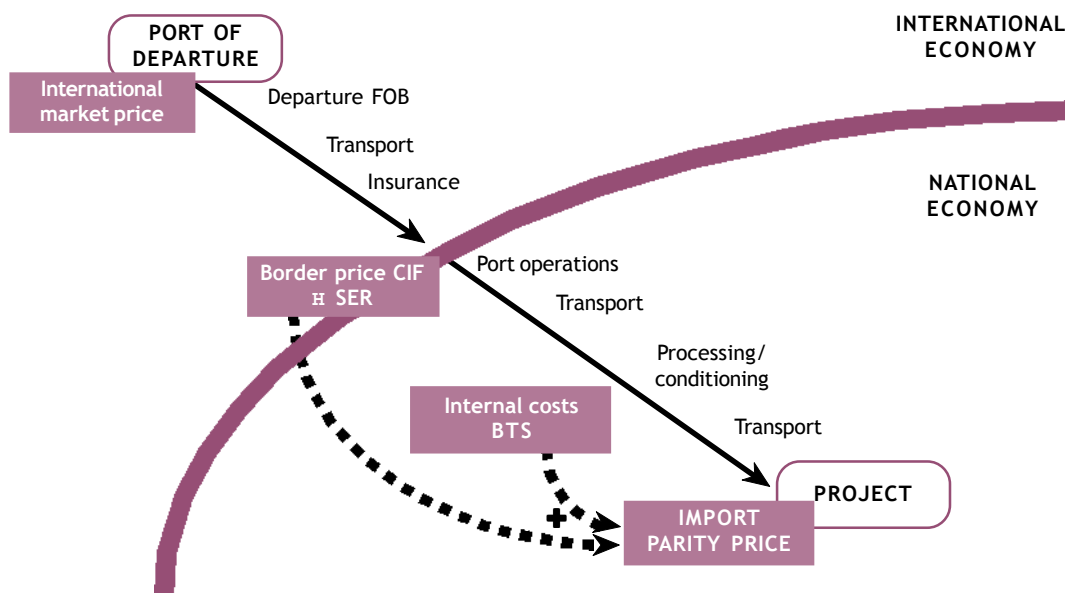 PORT OF
DEPARTURE
INTERNATIONAL
ECONOMY
International
market price
Departure FOB
Transport
Insurance
NATIONAL
ECONOMY
Border price CIF
H SER
Port operations
Transport
Processing/
conditioning
Internal costs
BTS
Transport
PROJECT
+
IMPORT
PARITY PRICE